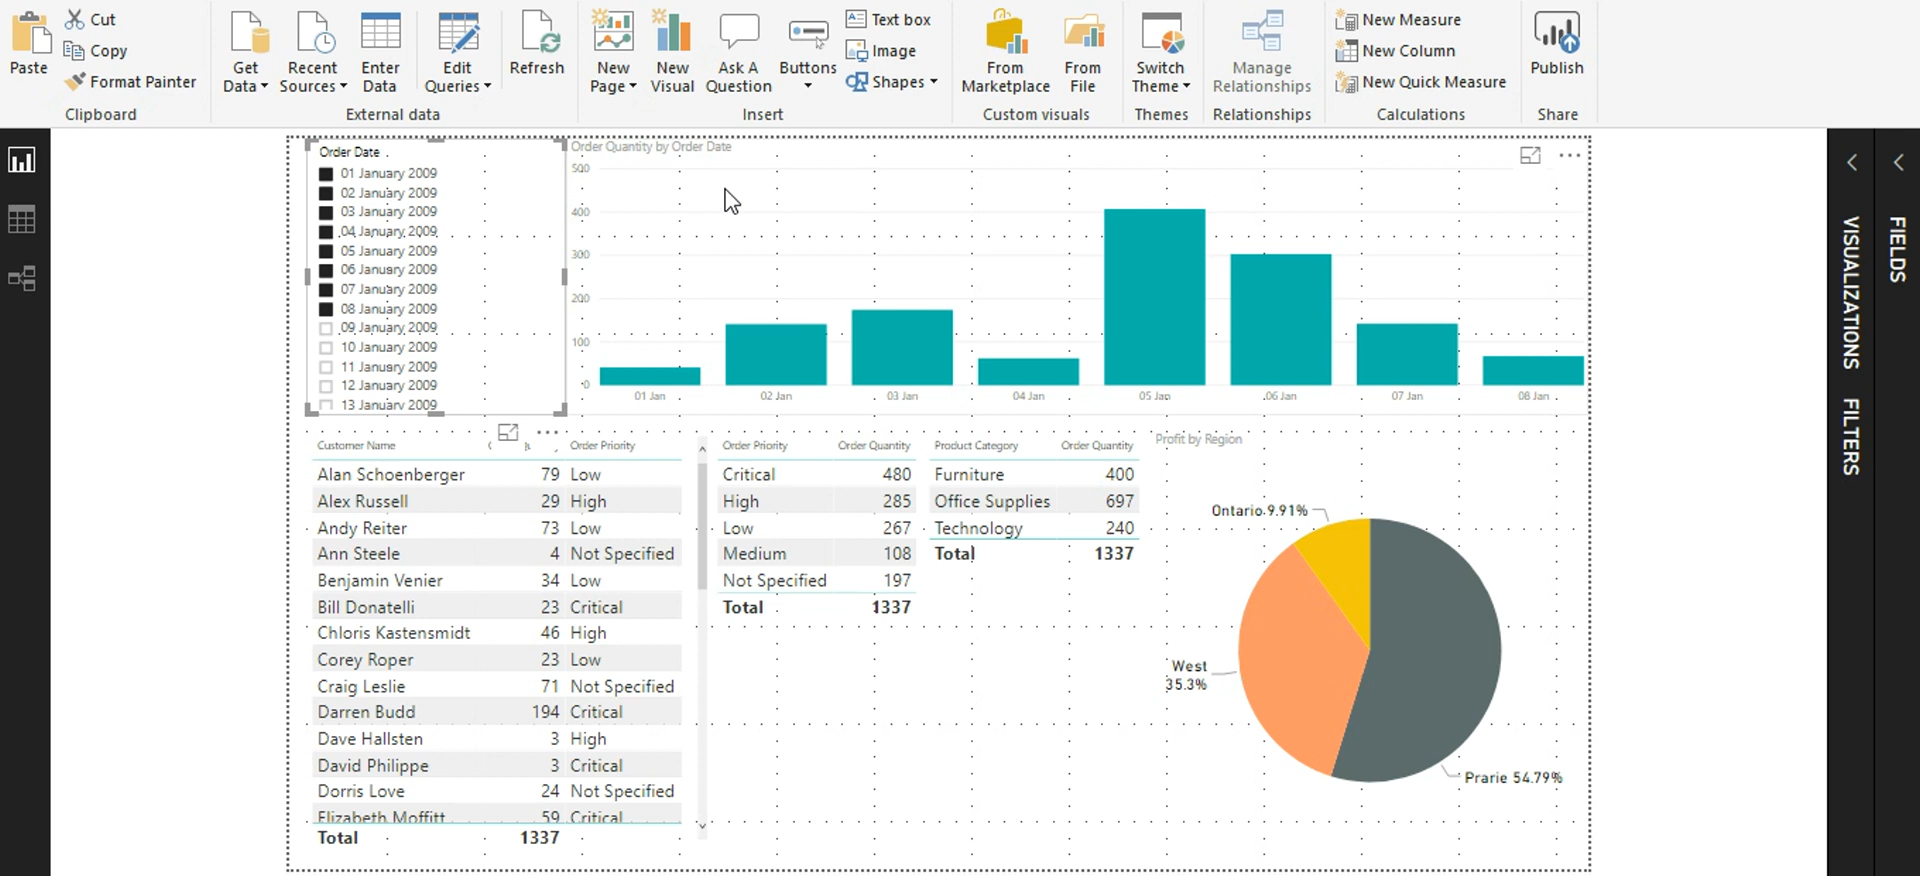 Paste
Cut
Copy
Format Painter
Clipboard
Get Data
Recent Sources
Enter Data
Edit Queries
Refresh
External data
New Page
New Visual
Ask A Question
Buttons
Text box
Image
Shapes
Insert
From Marketplace
From File
Custom visuals
Switch Theme
Themes
Manage Relationships
Relationships
New Measure
New Column
New Quick Measure
Calculations
Publish
Share
Order Date
01 January 2009
02 January 2009
03 January 2009
04 January 2009
05 January 2009
06 January 2009
07 January 2009
08 January 2009
09 January 2009
10 January 2009
11 January 2009
12 January 2009
13 January 2009
Order Quantity by Order Date
500
400
300
200
100
0
01 Jan 02 Jan 03 Jan 04 Jan 05 Jan 06 Jan 07 Jan 08 Jan
Customer Name Order Priority
Alan Schoenberger 79 Low
Alex Russell 29 High
Andy Reiter 73 Low
Ann Steele 4 Not Specified
Benjamin Venier 34 Low
Bill Donatelli 23 Critical
Chloris Kastensmidt 46 High
Corey Roper 23 Low
Craig Leslie 71 Not Specified
Darren Budd 194 Critical
Dave Hallsten 3 High
David Philippe 3 Critical
Dorris Love 24 Not Specified
Elizabeth Moffitt 59 Critical
Total 1337
Order Priority Order Quantity
Critical 480
High 285
Low 267
Medium 108
Not Specified 197
Total 1337
Product Category Order Quantity
Furniture 400
Office Supplies 697
Technology 240
Total 1337
Profit by Region
Ontario 9.91%
West
35.3%
Prarie 54.79%
VISUALIZATIONS
FILTERS
FIELDS